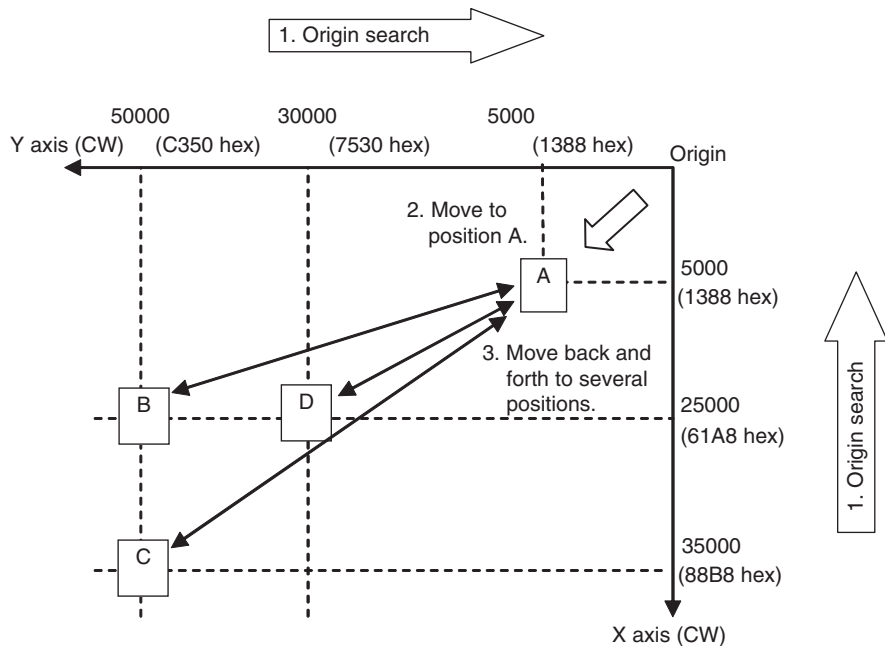 1. Origin search
50000
30000
5000
Y axis (CW)
(C350 hex)
(7530 hex)
(1388 hex)
Origin
2. Move to
position A.
A
5000
(1388 hex)
3. Move back and
forth to several
positions.
B
D
25000
(61A8 hex)
1. Origin search
C
35000
(88B8 hex)
X axis (CW)